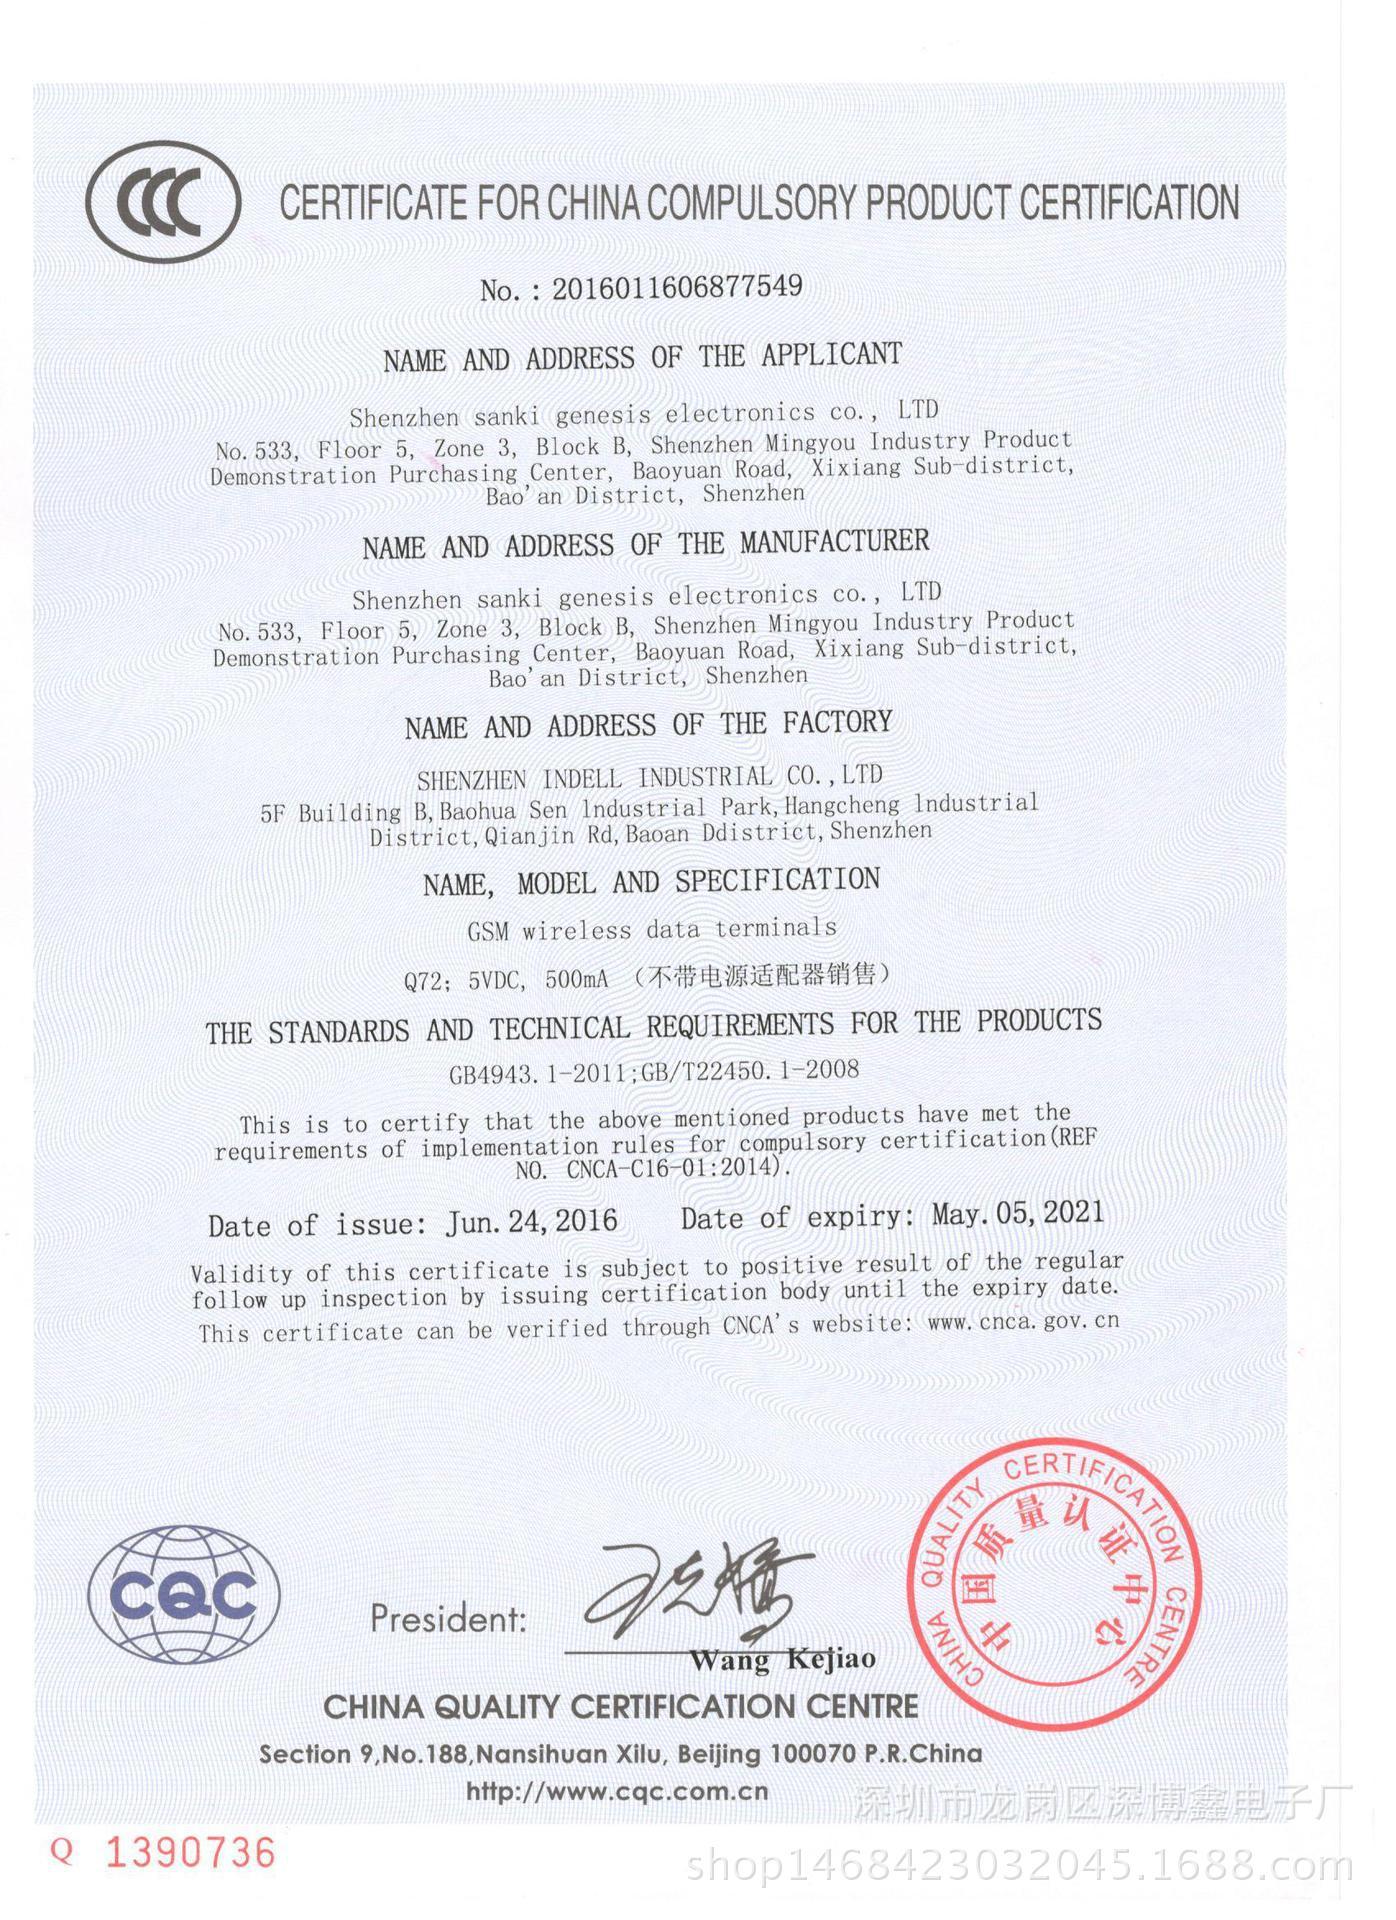 CCC
CERTIFICATE FOR CHINA COMPULSORY PRODUCT CERTIFICATION
No.: 2016011606877549
NAME AND ADDRESS OF THE APPLICANT
Shenzhen sanki genesis electronics co., LTD
No.533, Floor 5, Zone 3, Block B, Shenzhen Mingyou Industry Product
Demonstration Purchasing Center, Baoyuan Road, Xixiang Sub-district,
Bao'an District, Shenzhen
NAME AND ADDRESS OF THE MANUFACTURER
Shenzhen sanki genesis electronics co., LTD
No.533, Floor 5, Zone 3, Block B, Shenzhen Mingyou Industry Product
Demonstration Purchasing Center, Baoyuan Road, Xixiang Sub-district,
Bao'an District, Shenzhen
NAME AND ADDRESS OF THE FACTORY
SHENZHEN INDELL INDUSTRIAL CO.,LTD
5F Building B,Baohua Sen lndustrial Park,Hangcheng lndustrial
District,Qianjin Rd,Baoan Ddistrict,Shenzhen
NAME, MODEL AND SPECIFICATION
GSM wireless data terminals
Q72; 5VDC, 500mA （不带电源适配器销售）
THE STANDARDS AND TECHNICAL REQUIREMENTS FOR THE PRODUCTS
GB4943.1-2011;GB/T22450.1-2008
This is to certify that the above mentioned products have met the
requirements of implementation rules for compulsory certification(REF
NO. CNCA-C16-01:2014).
Date of issue: Jun.24,2016 Date of expiry: May.05,2021
Validity of this certificate is subject to positive result of the regular
follow up inspection by issuing certification body until the expiry date.
This certificate can be verified through CNCA's website: www.cnca.gov.cn
CHINA QUALITY CERTIFICATION CENTRE
中国质量认证中心
CQC
President:
王克娇
Wang Kejiao
CHINA QUALITY CERTIFICATION CENTRE
Section 9,No.188,Nansihuan Xilu, Beijing 100070 P.R.China
http://www.cqc.com.cn
深圳市龙岗区深博鑫电子厂
Q 1390736
shop1468423032045.1688.com